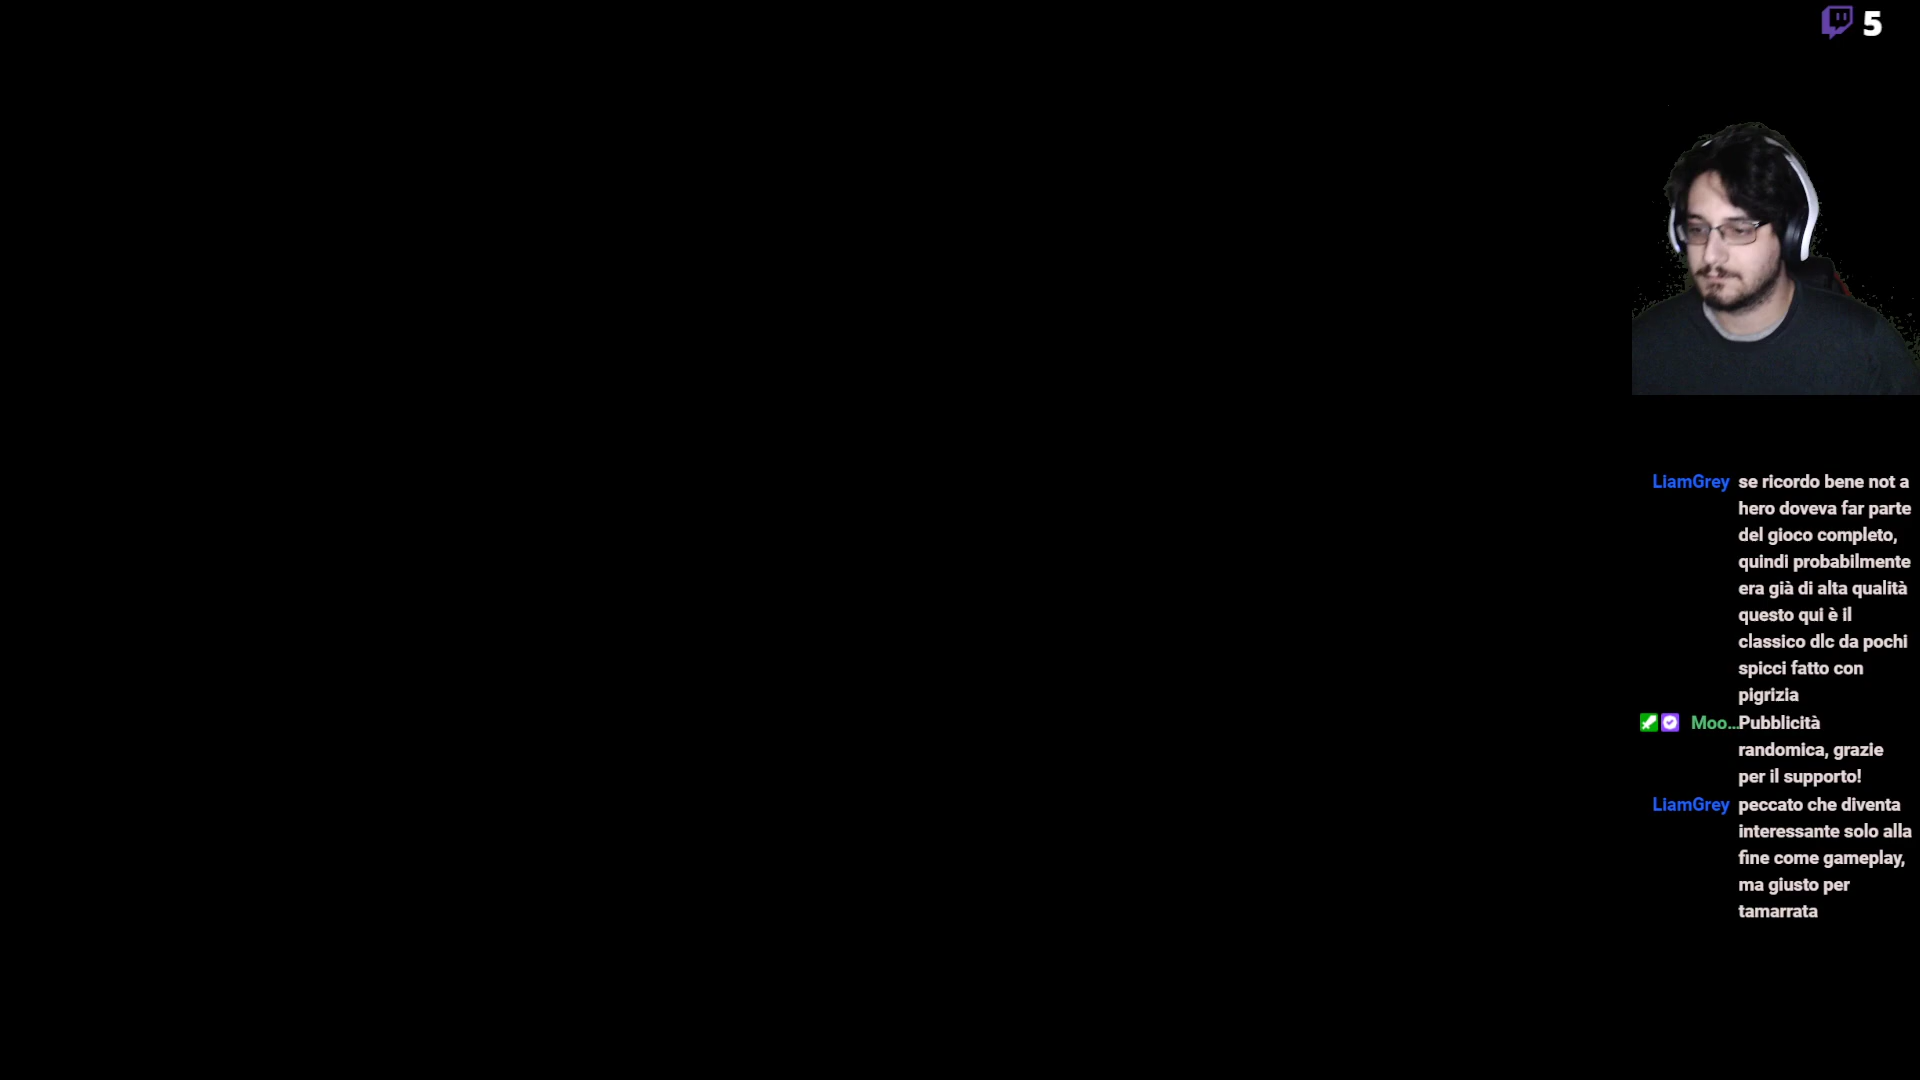 5
LiamGrey se ricordo bene not a
hero doveva far parte
del gioco completo,
quindi probabilmente
era già di alta qualità
questo qui è il
classico dlc da pochi
spicci fatto con
pigrizia
Moo...Pubblicità
randomica, grazie
per il supporto!
LiamGrey peccato che diventa
interessante solo alla
fine come gameplay,
ma giusto per
tamarrata